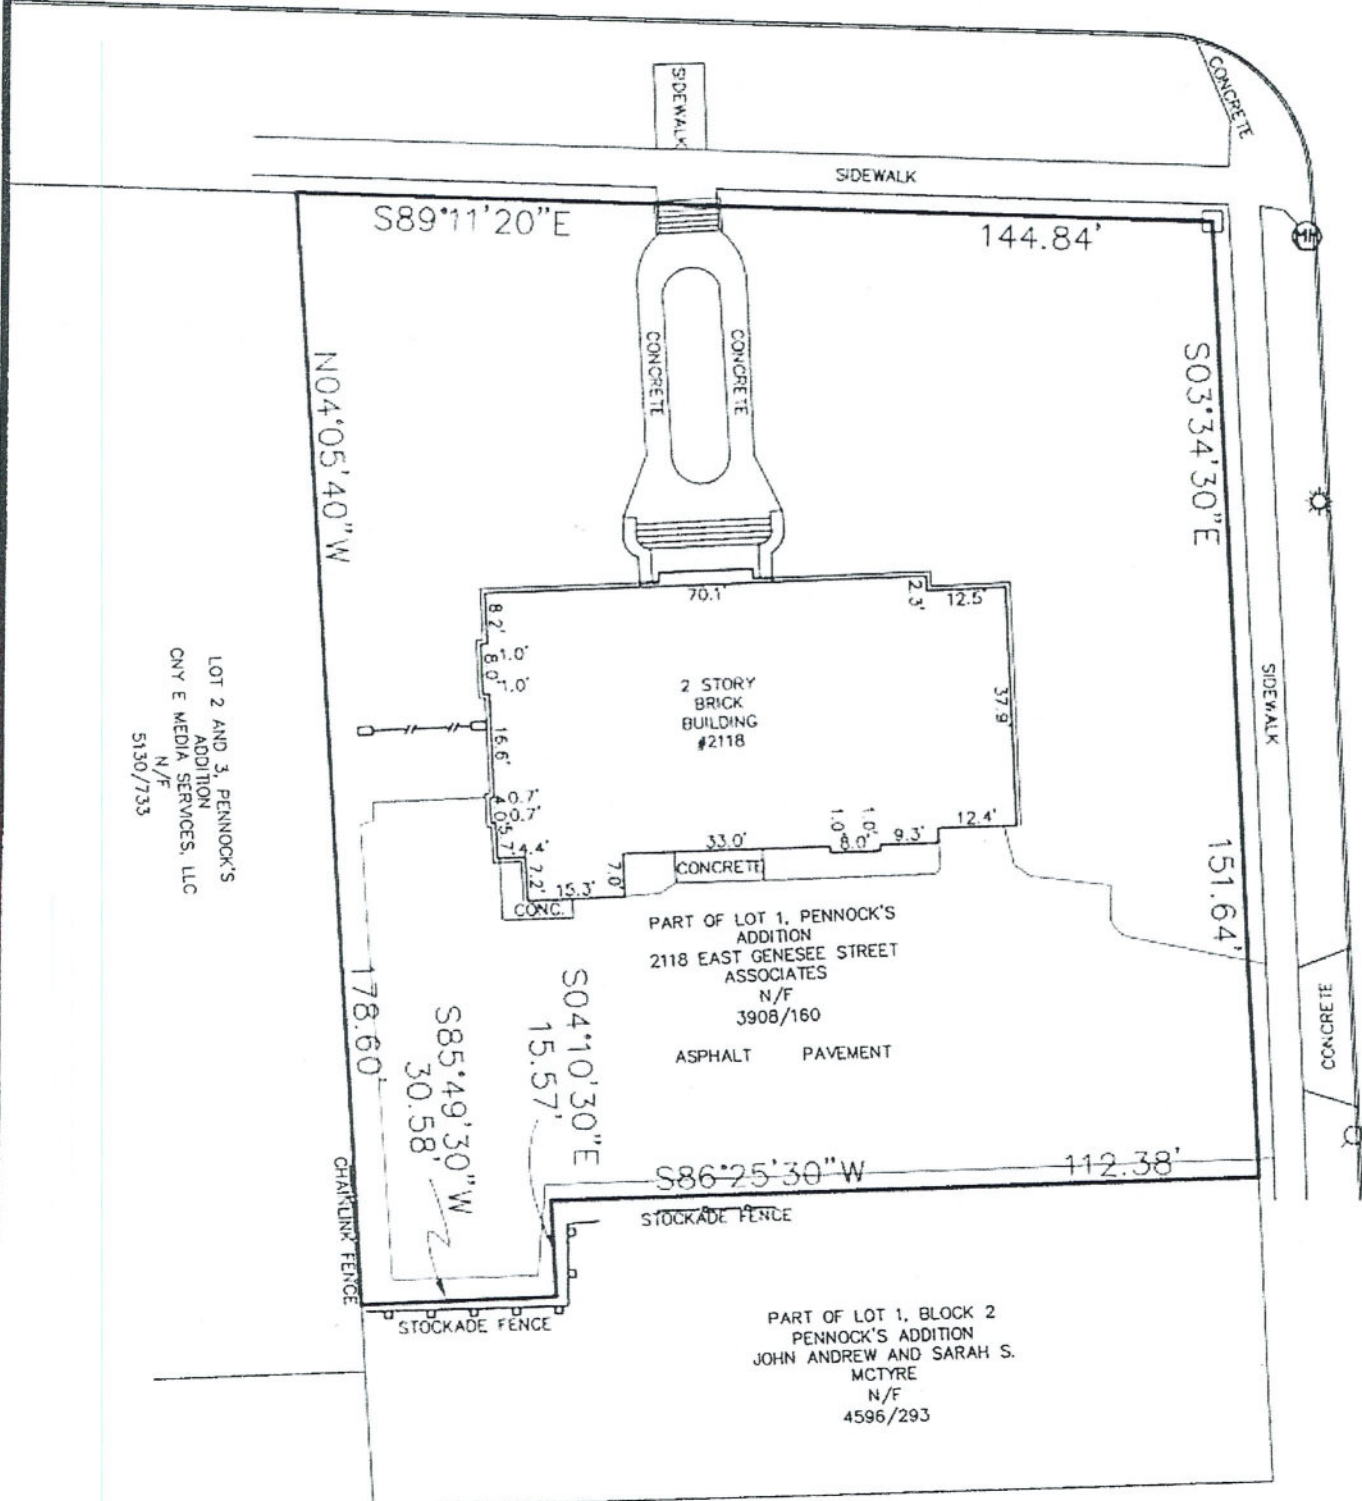 CONCRETE
SIDEWALK
SIDEWALK
S89°11'20"E
144.84'
MH
CONCRETE
CONCRETE
N04°05'40"W
S03°34'30"E
70.1'
2.3'
12.5'
8.2'
1.0'
8.0'
1.0'
16.6'
0.7'
4.0'
0.7'
5.7'
4.4'
7.2'
15.3'
7.0'
33.0'
1.0'
8.0'
1.0'
9.3'
12.4'
37.9'
2 STORY
BRICK
BUILDING
#2118
SIDEWALK
LOT 2 AND 3, PENNOCK'S
ADDITION
CNY E MEDIA SERVICES, LLC
N/F
5130/733
CONCRETE
CONC.
PART OF LOT 1, PENNOCK'S
ADDITION
2118 EAST GENESEE STREET
ASSOCIATES
N/F
3908/160
ASPHALT PAVEMENT
151.64'
CONCRETE
178.60'
S04°10'30"E
15.57'
S85°49'30"W
30.58'
S86°25'30"W
112.38'
CHAINLINK FENCE
STOCKADE FENCE
STOCKADE FENCE
PART OF LOT 1, BLOCK 2
PENNOCK'S ADDITION
JOHN ANDREW AND SARAH S.
MCTYRE
N/F
4596/293